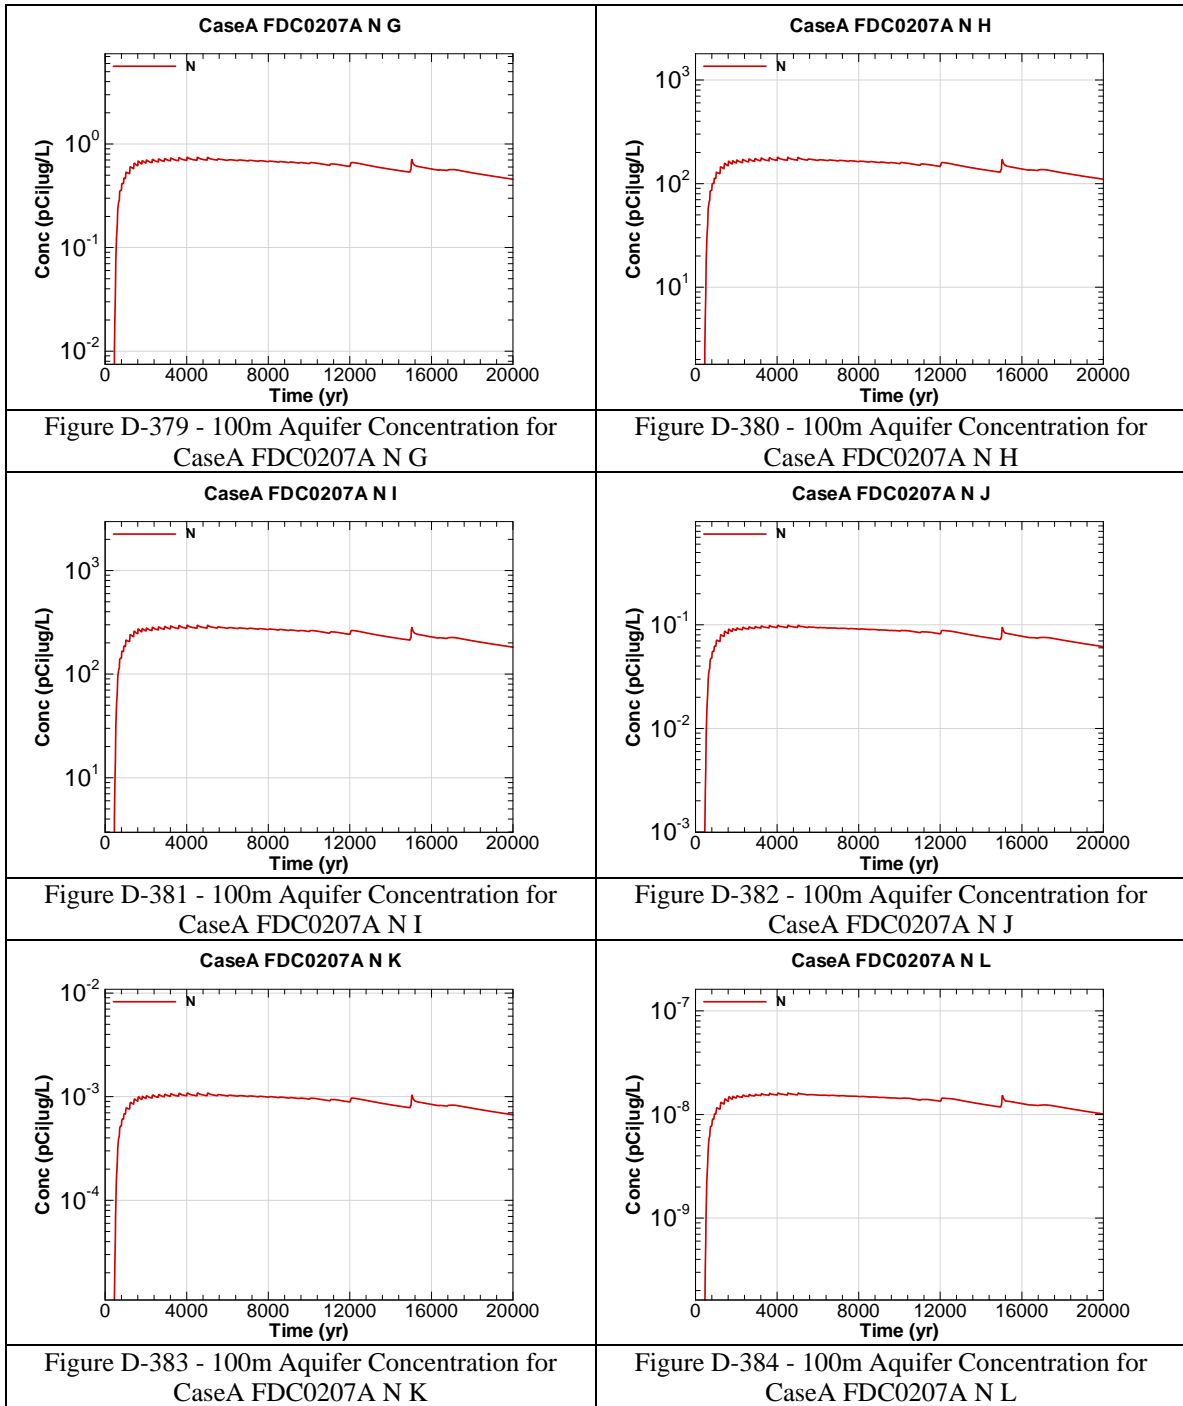 CaseA FDC0207A N G
N
10^0
10^-1
10^-2
Conc (pCi|ug/L)
0 4000 8000 12000 16000 20000
Time (yr)
Figure D-379 - 100m Aquifer Concentration for
CaseA FDC0207A N G
CaseA FDC0207A N H
N
10^3
10^2
10^1
Conc (pCi|ug/L)
0 4000 8000 12000 16000 20000
Time (yr)
Figure D-380 - 100m Aquifer Concentration for
CaseA FDC0207A N H
CaseA FDC0207A N I
N
10^3
10^2
10^1
Conc (pCi|ug/L)
0 4000 8000 12000 16000 20000
Time (yr)
Figure D-381 - 100m Aquifer Concentration for
CaseA FDC0207A N I
CaseA FDC0207A N J
N
10^-1
10^-2
10^-3
Conc (pCi|ug/L)
0 4000 8000 12000 16000 20000
Time (yr)
Figure D-382 - 100m Aquifer Concentration for
CaseA FDC0207A N J
CaseA FDC0207A N K
N
10^-2
10^-3
10^-4
Conc (pCi|ug/L)
0 4000 8000 12000 16000 20000
Time (yr)
Figure D-383 - 100m Aquifer Concentration for
CaseA FDC0207A N K
CaseA FDC0207A N L
N
10^-7
10^-8
10^-9
Conc (pCi|ug/L)
0 4000 8000 12000 16000 20000
Time (yr)
Figure D-384 - 100m Aquifer Concentration for
CaseA FDC0207A N L